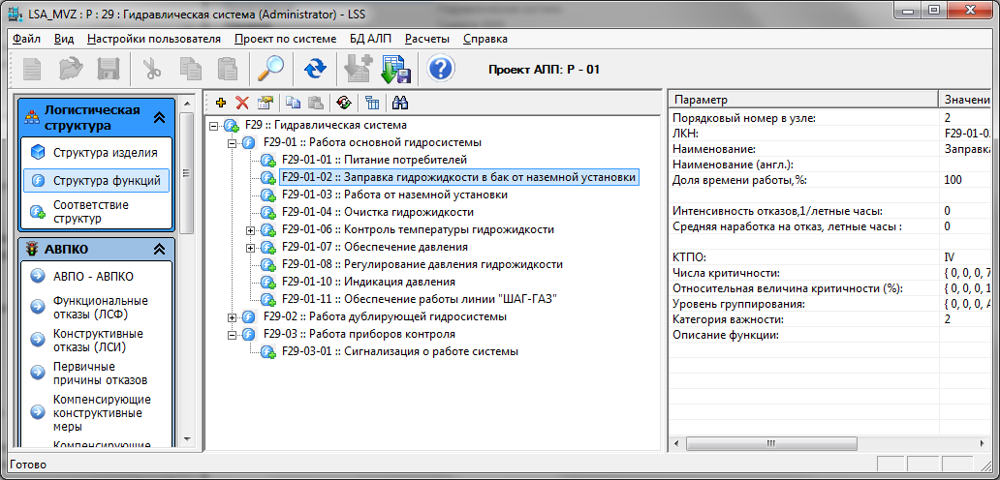 LSA_MVZ : P : 29 : Гидравлическая система (Administrator) - LSS
Файл Вид Настройки пользователя Проект по системе БД АЛП Расчеты Справка
Проект АЛП: P - 01
Логистическая
структура
Структура изделия
Структура функций
Соответствие
структур
АВПКО
АВПО - АВПКО
Функциональные
отказы (ЛСФ)
Конструктивные
отказы (ЛСИ)
Первичные
причины отказов
Компенсирующие
конструктивные
меры
Компенсирующие
F29 :: Гидравлическая система
F29-01 :: Работа основной гидросистемы
F29-01-01 :: Питание потребителей
F29-01-02 :: Заправка гидрожидкости в бак от наземной установки
F29-01-03 :: Работа от наземной установки
F29-01-04 :: Очистка гидрожидкости
F29-01-06 :: Контроль температуры гидрожидкости
F29-01-07 :: Обеспечение давления
F29-01-08 :: Регулирование давления гидрожидкости
F29-01-10 :: Индикация давления
F29-01-11 :: Обеспечение работы линии "ШАГ-ГАЗ"
F29-02 :: Работа дублирующей гидросистемы
F29-03 :: Работа приборов контроля
F29-03-01 :: Сигнализация о работе системы
Параметр Значени
Порядковый номер в узле: 2
ЛКН: F29-01-0
Наименование: Заправка
Наименование (англ.):
Доля времени работы,%: 100
Интенсивность отказов,1/летные часы: 0
Средняя наработка на отказ, летные часы : 0
КТПО: IV
Числа критичности: { 0, 0, 0, 7
Относительная величина критичности (%): { 0, 0, 0, 1
Уровень группирования: { 0, 0, 0, A
Категория важности: 2
Описание функции:
Готово